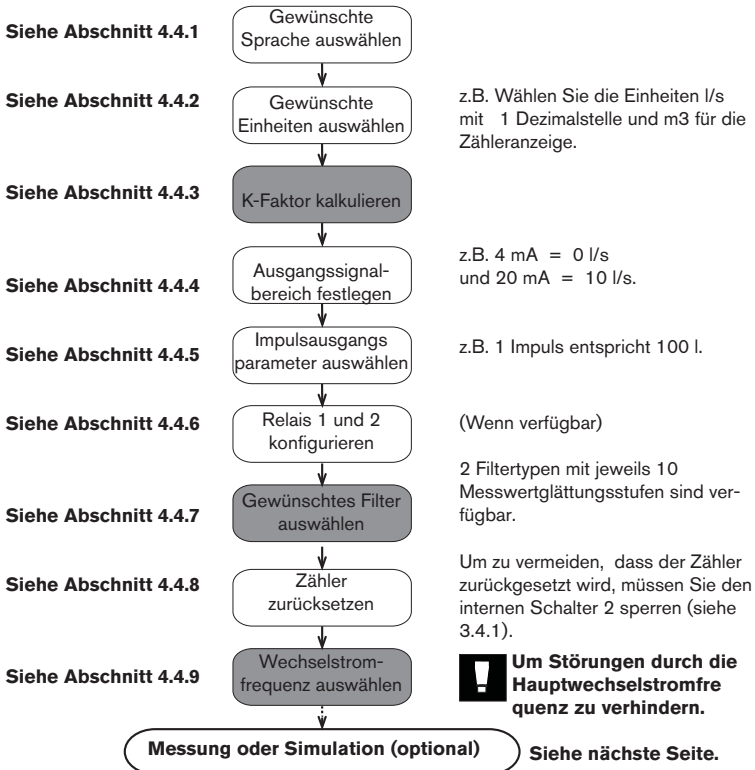 Siehe Abschnitt 4.4.1
Gewünschte
Sprache auswählen
Siehe Abschnitt 4.4.2
Gewünschte
Einheiten auswählen
z.B. Wählen Sie die Einheiten l/s
mit 1 Dezimalstelle und m3 für die
Zähleranzeige.
Siehe Abschnitt 4.4.3
K-Faktor kalkulieren
Siehe Abschnitt 4.4.4
Ausgangssignal-
bereich festlegen
z.B. 4 mA = 0 l/s
und 20 mA = 10 l/s.
Siehe Abschnitt 4.4.5
Impulsausgangs
parameter auswählen
z.B. 1 Impuls entspricht 100 l.
Siehe Abschnitt 4.4.6
Relais 1 und 2
konfigurieren
(Wenn verfügbar)
Siehe Abschnitt 4.4.7
Gewünschtes Filter
auswählen
2 Filtertypen mit jeweils 10
Messwertglättungsstufen sind ver-
fügbar.
Siehe Abschnitt 4.4.8
Zähler
zurücksetzen
Um zu vermeiden, dass der Zähler
zurückgesetzt wird, müssen Sie den
internen Schalter 2 sperren (siehe
3.4.1).
Siehe Abschnitt 4.4.9
Wechselstrom-
frequenz auswählen
! Um Störungen durch die
Hauptwechselstromfre
quenz zu verhindern.
Messung oder Simulation (optional)
Siehe nächste Seite.